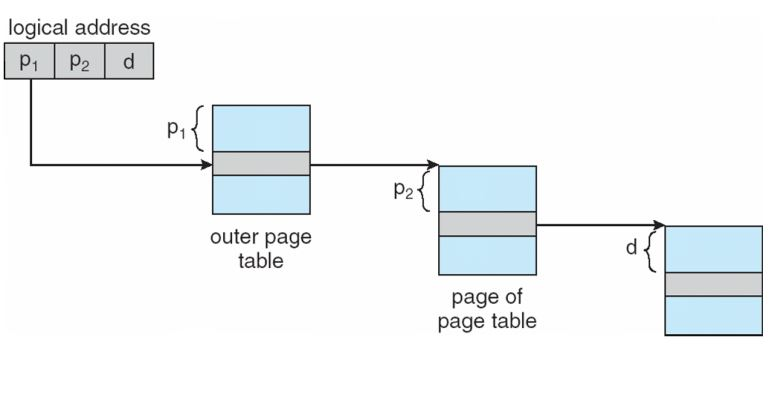 logical address
p₁ p₂ d
p₁
outer page
table
p₂
page of
page table
d